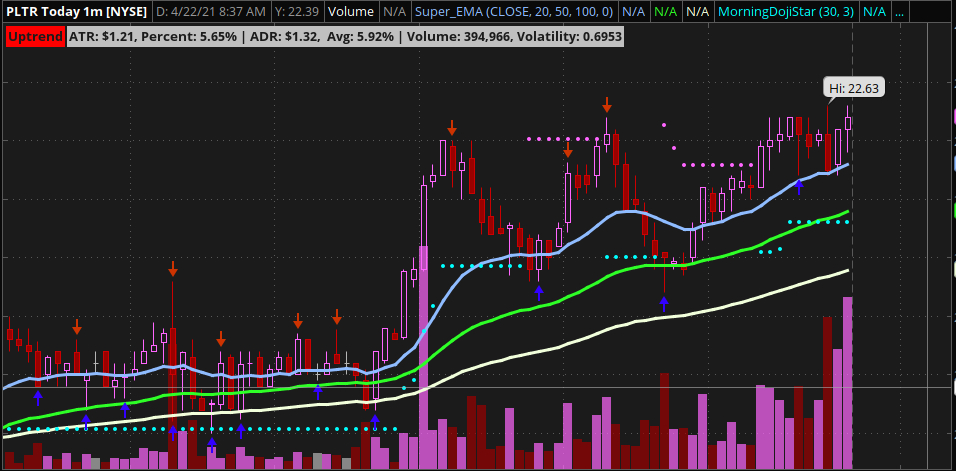 PLTR Today 1m [NYSE] D: 4/22/21 8:37 AM Y: 22.39 Volume N/A Super_EMA (CLOSE, 20, 50, 100, 0) N/A N/A N/A MorningDojiStar (30, 3) N/A ...
Uptrend ATR: $1.21, Percent: 5.65% | ADR: $1.32, Avg: 5.92% | Volume: 394,966, Volatility: 0.6953
Hi: 22.63